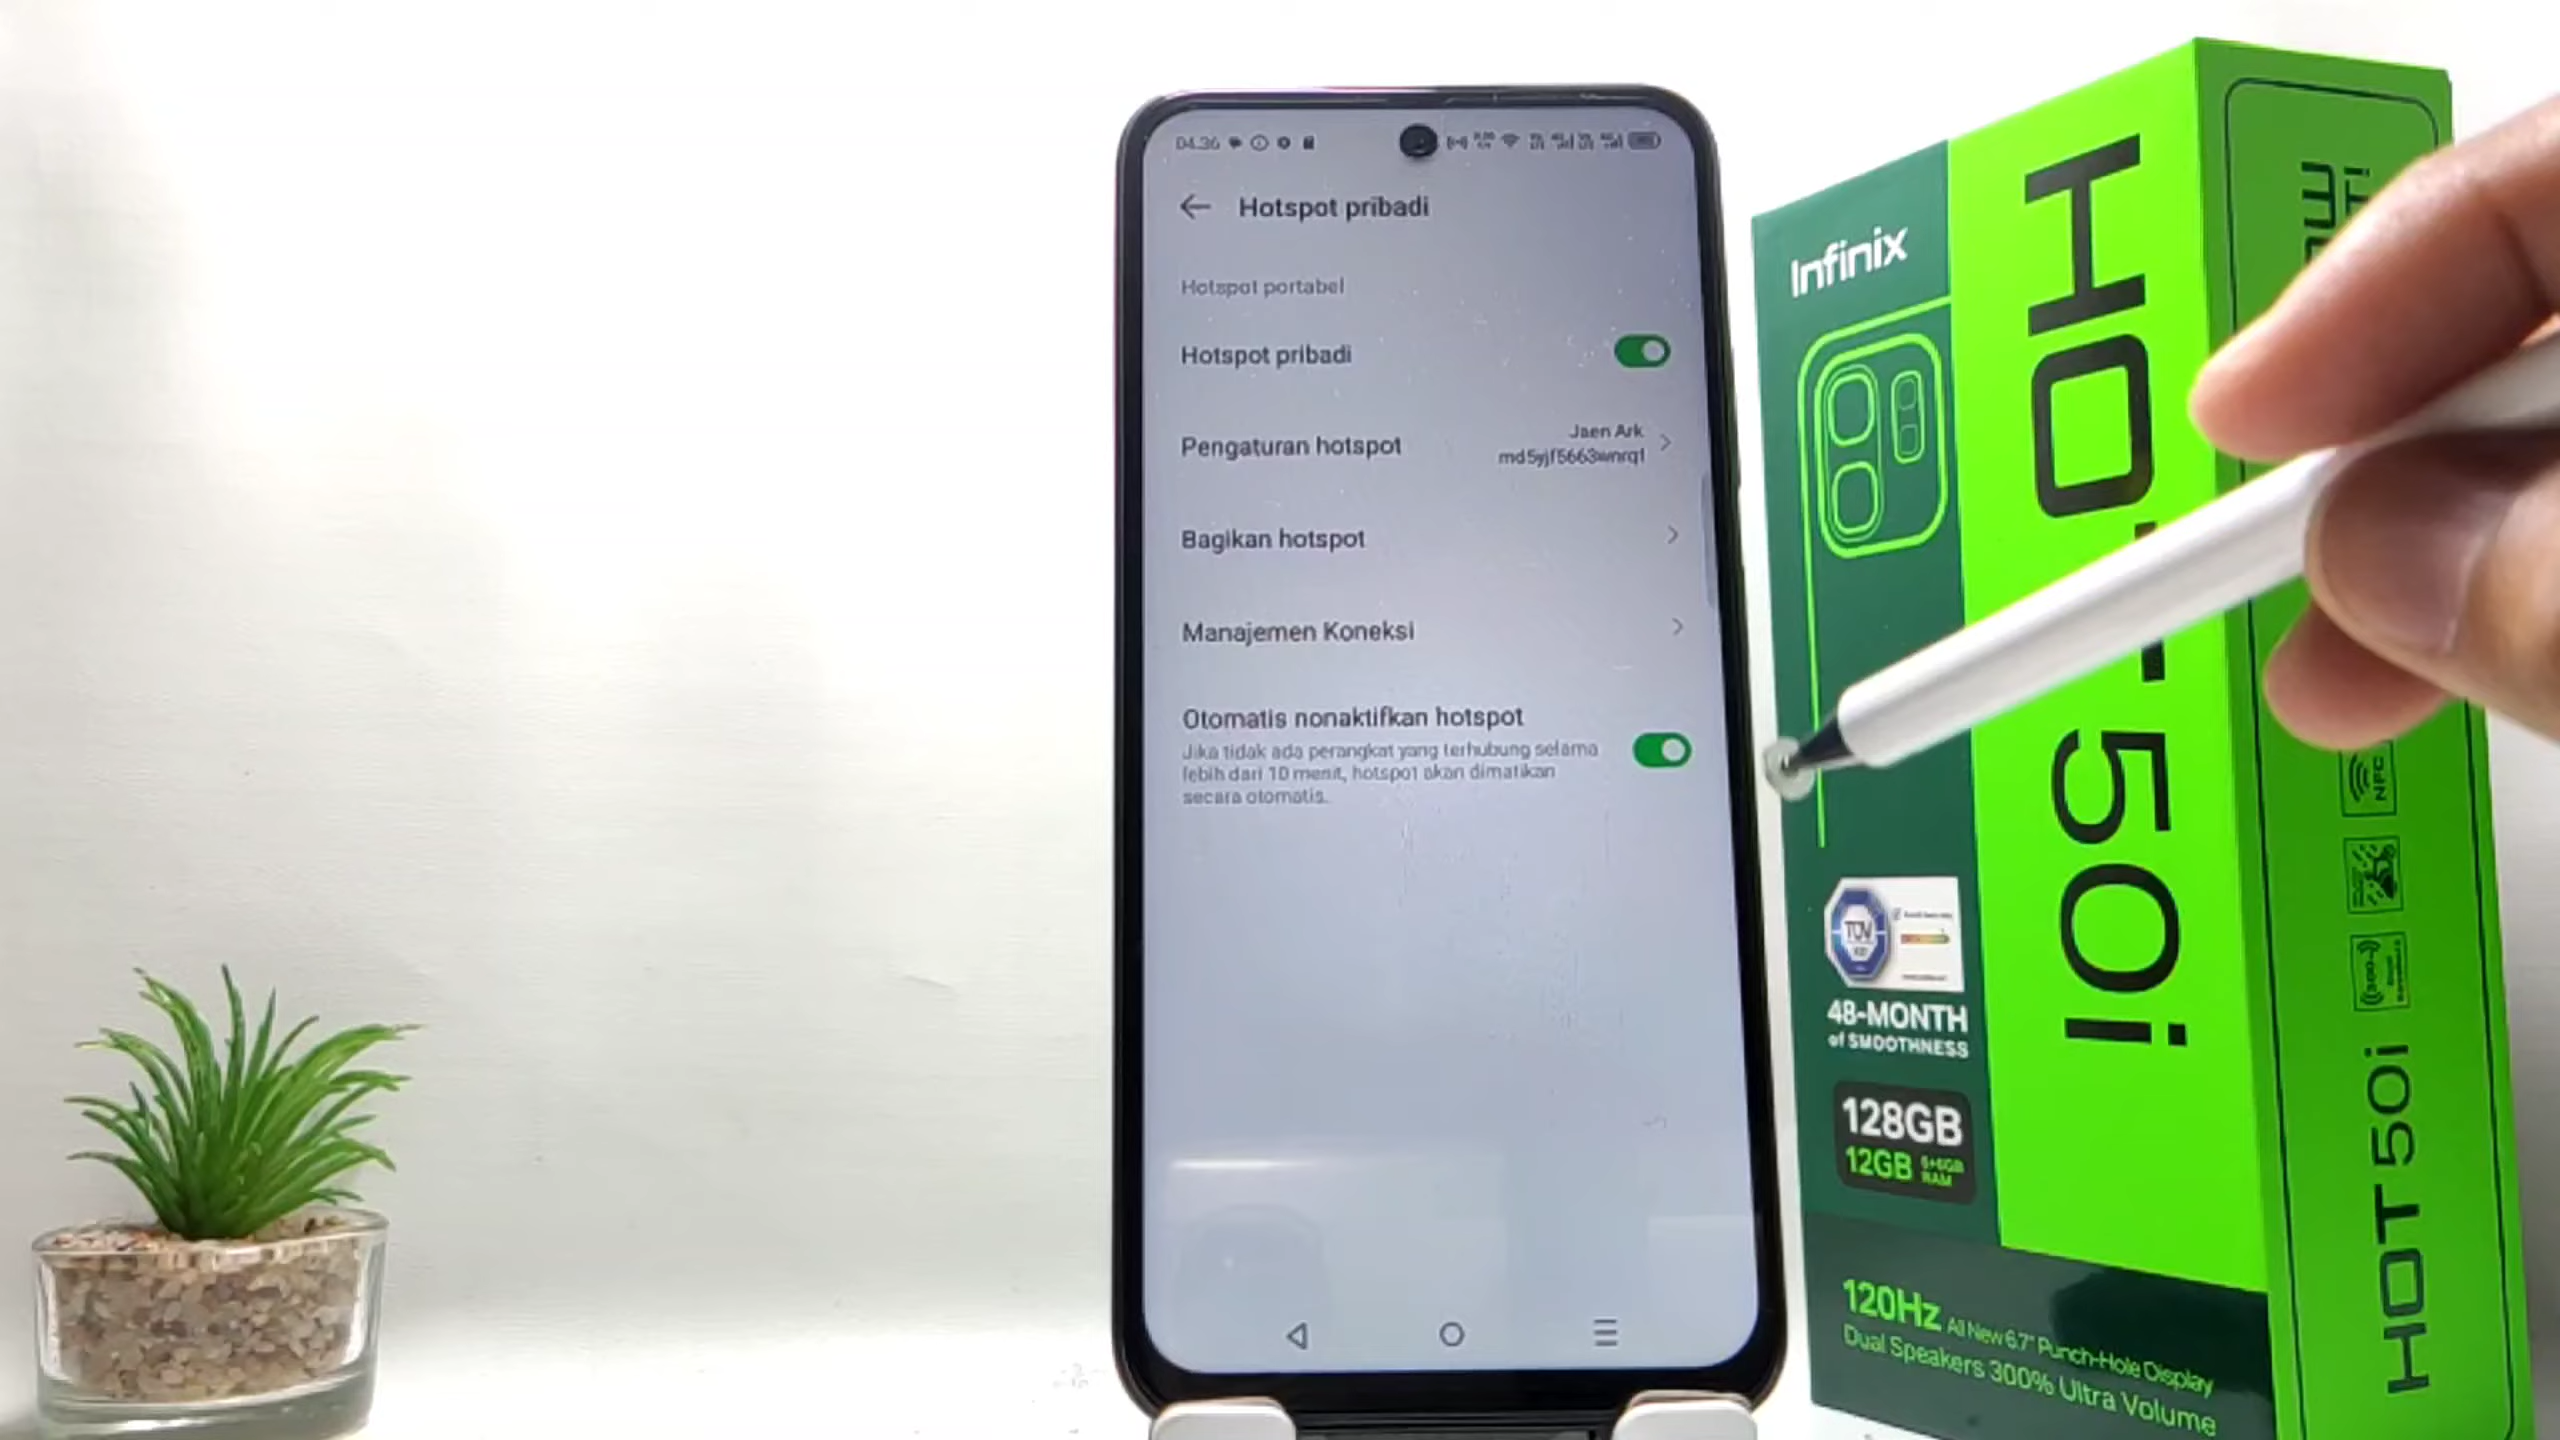 04.36
Hotspot pribadi
Hotspot portabel
Hotspot pribadi
Pengaturan hotspot
Jaen Ark
md5yjf5663wnrq1
Bagikan hotspot
Manajemen Koneksi
Otomatis nonaktifkan hotspot
Jika tidak ada perangkat yang terhubung selama
lebih dari 10 menit, hotspot akan dimatikan
secara otomatis.
Infinix
HOT 50i
TÜV
48-MONTH
of SMOOTHNESS
128GB
12GB 6+6GB
RAM
120Hz All New 6.7" Punch-Hole Display
Dual Speakers 300% Ultra Volume
NFC
HOT 50i